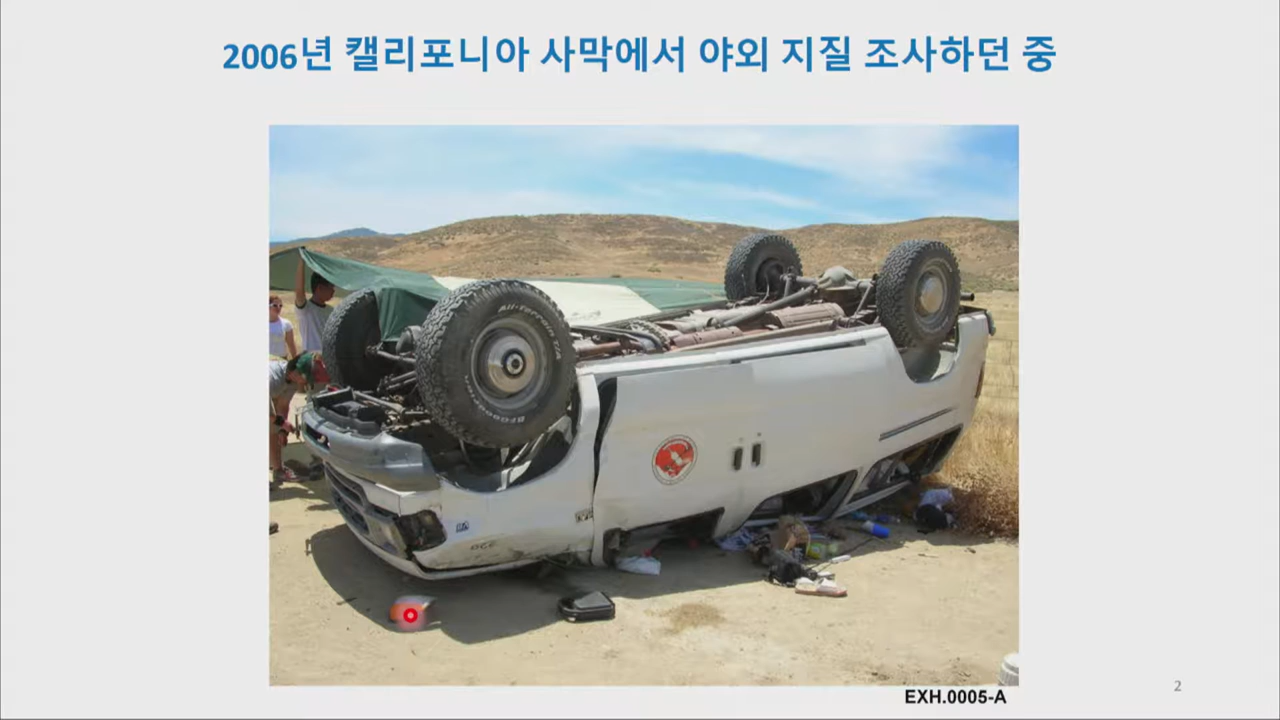 2006년 캘리포니아 사막에서 야외 지질 조사하던 중
All-Terrain T/A
BFGoodrich
V8
EXH.0005-A
2